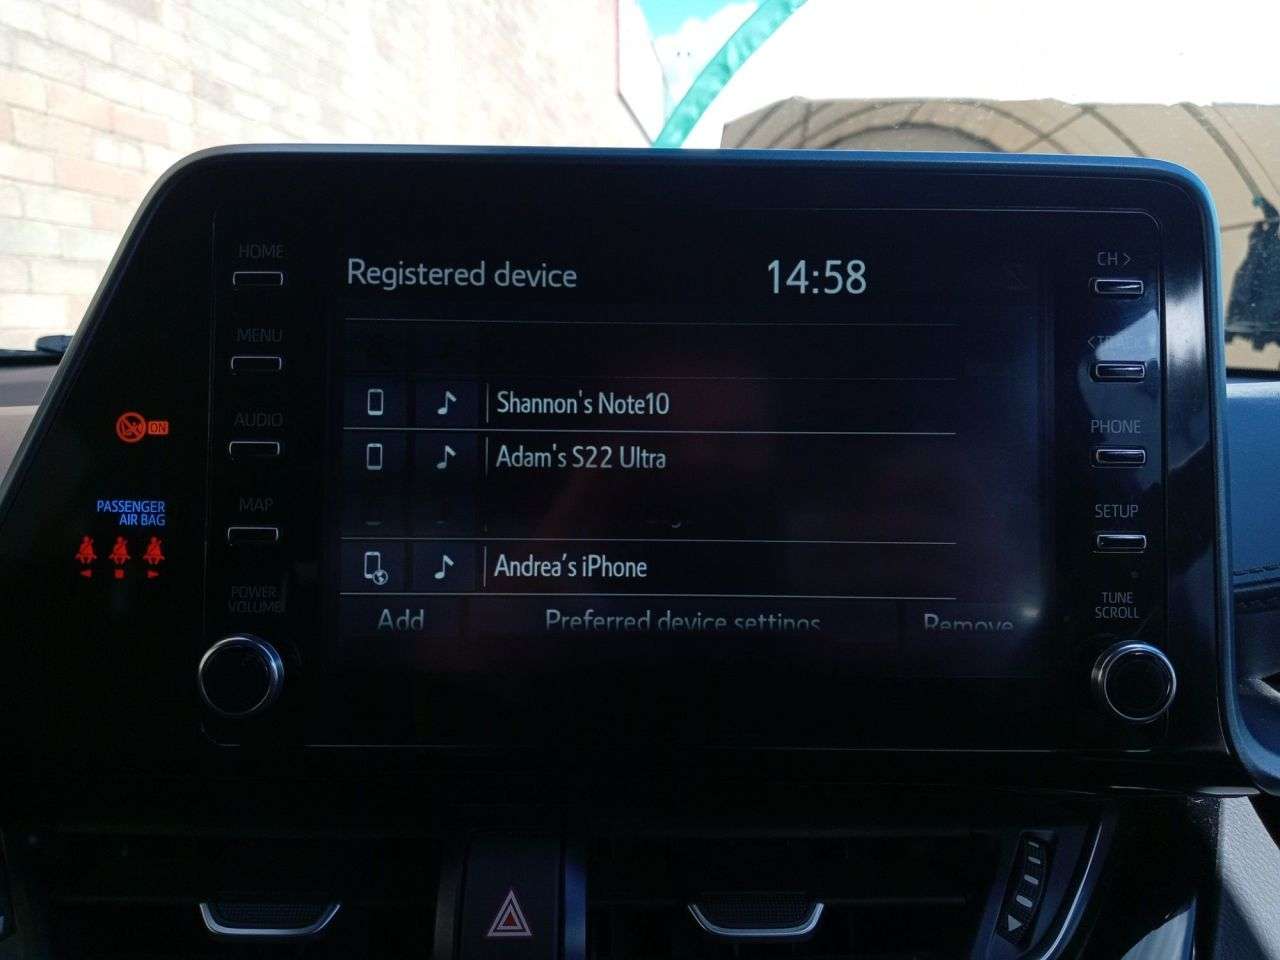 HOME
MENU
AUDIO
MAP
POWER
VOLUME
ON
PASSENGER
AIR BAG
Registered device
14:58
Shannon's Note10
Adam's S22 Ultra
Andrea's iPhone
Add
Preferred device settings
Remove
CH >
PHONE
SETUP
TUNE
SCROLL